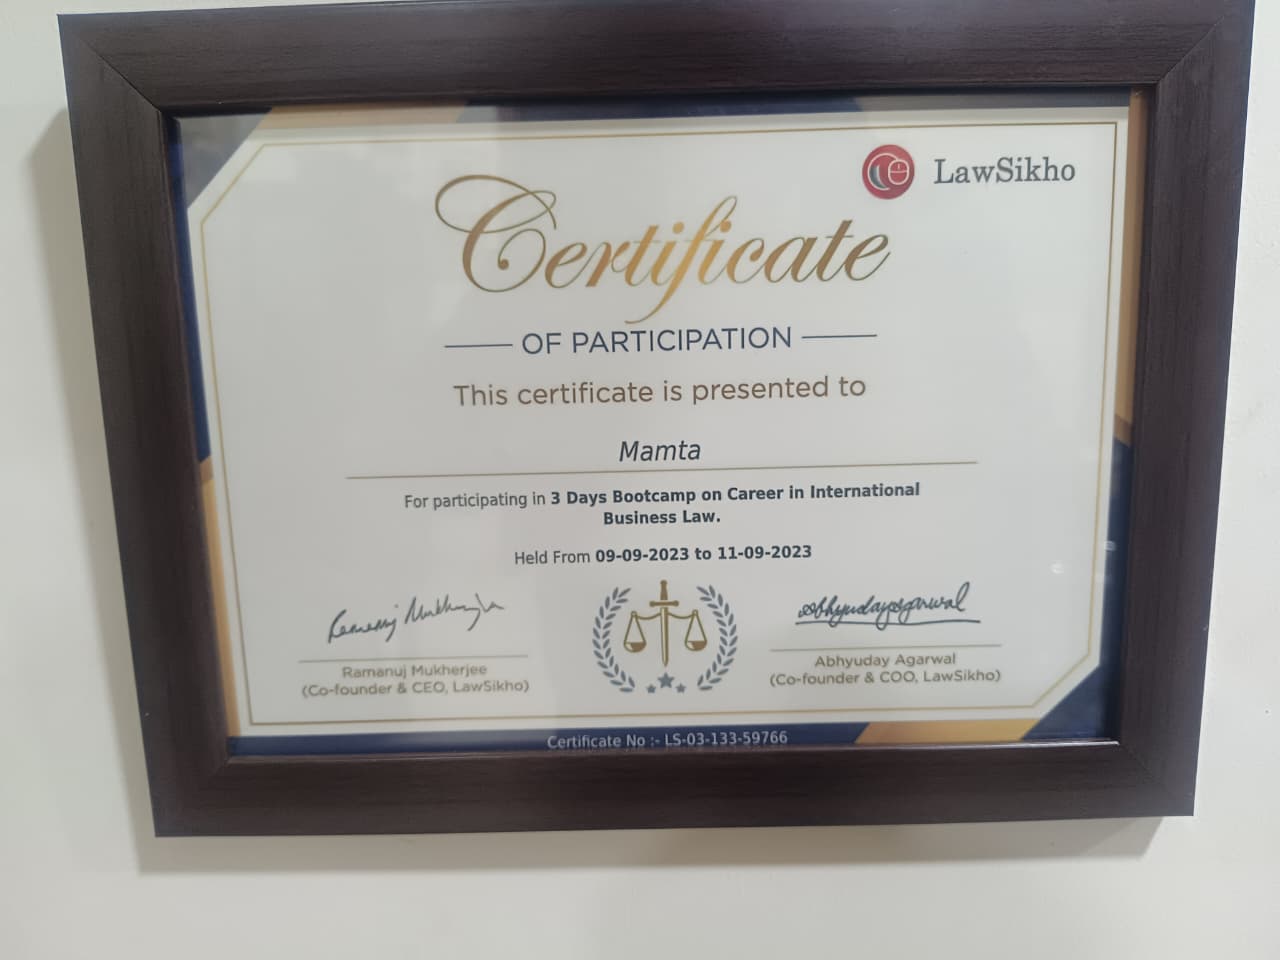 LawSikho
Certificate
OF PARTICIPATION
This certificate is presented to
Mamta
For participating in 3 Days Bootcamp on Career in International
Business Law.
Held From 09-09-2023 to 11-09-2023
Abhyudayagarwal
Ramanuj Mukherjee
(Co-founder & CEO, LawSikho)
Abhyuday Agarwal
(Co-founder & COO, LawSikho)
Certificate No :- LS-03-133-59766